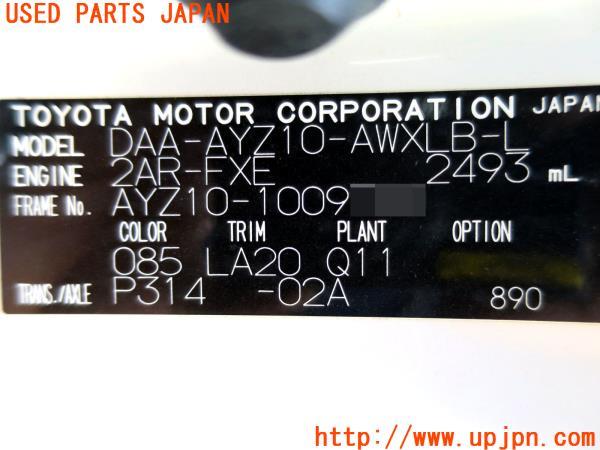 USED PARTS JAPAN
TOYOTA MOTOR CORPORATION JAPAN
MODEL DAA-AYZ10-AWXLB-L
ENGINE 2AR-FXE 2493 mL
FRAME No. AYZ10-1009
COLOR TRIM PLANT OPTION
085 LA20 Q11
TRANS./AXLE P314 -02A 890
http://www.upjpn.com